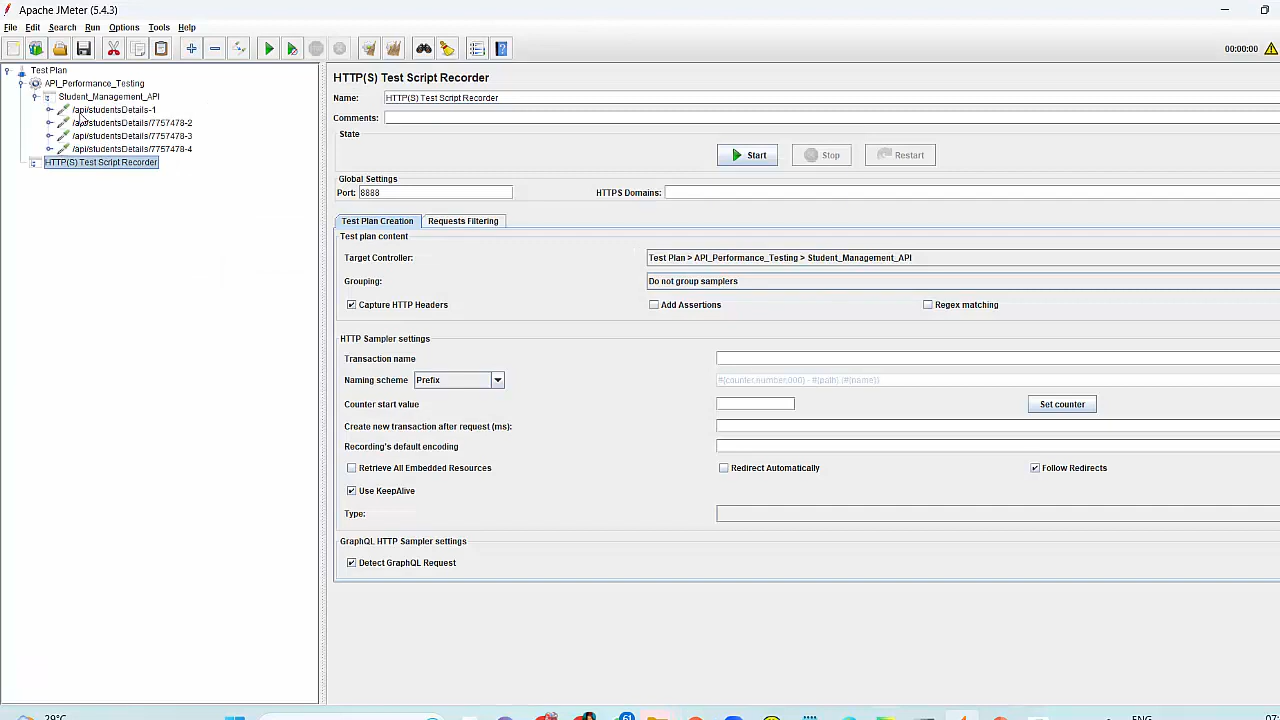 Apache JMeter (5.4.3)
File Edit Search Run Options Tools Help
00:00:00
Test Plan
API_Performance_Testing
Student_Management_API
/api/studentsDetails-1
/api/studentsDetails/7757478-2
/api/studentsDetails/7757478-3
/api/studentsDetails/7757478-4
HTTP(S) Test Script Recorder
HTTP(S) Test Script Recorder
Name: HTTP(S) Test Script Recorder
Comments:
State
Start Stop Restart
Global Settings
Port: 8888 HTTPS Domains:
Test Plan Creation Requests Filtering
Test plan content
Target Controller: Test Plan > API_Performance_Testing > Student_Management_API
Grouping: Do not group samplers
Capture HTTP Headers Add Assertions Regex matching
HTTP Sampler settings
Transaction name
Naming scheme Prefix #{counter,number,000} - #{path} (#{name})
Counter start value Set counter
Create new transaction after request (ms):
Recording's default encoding
Retrieve All Embedded Resources Redirect Automatically Follow Redirects
Use KeepAlive
Type:
GraphQL HTTP Sampler settings
Detect GraphQL Request
29°C
61
ENG